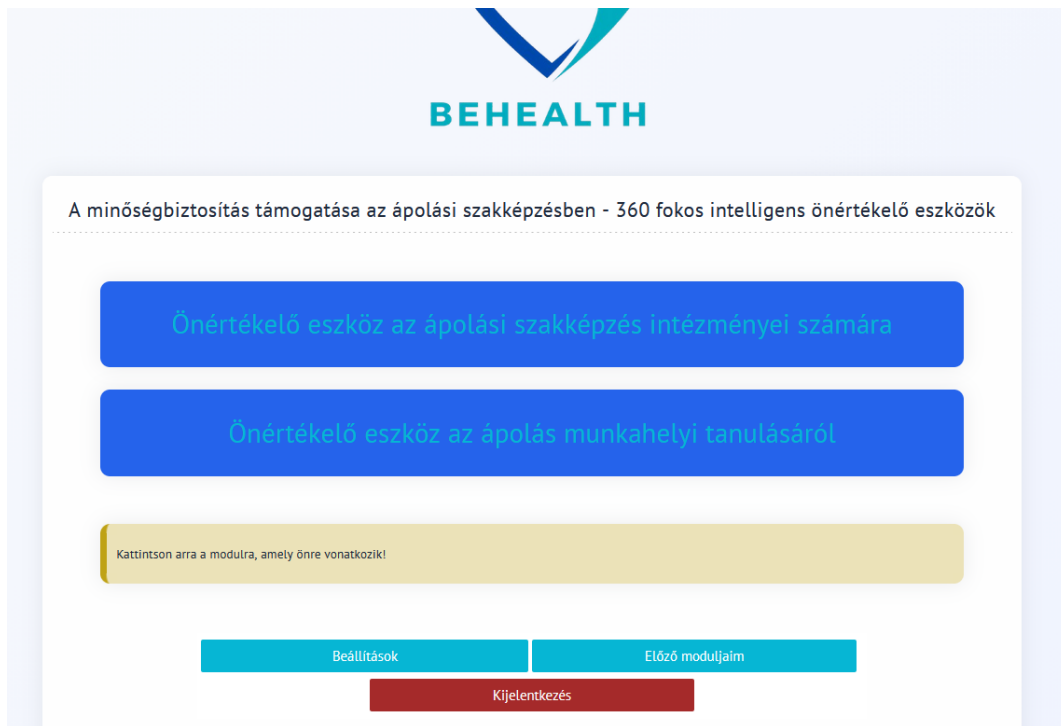 BEHEALTH
A minőségbiztosítás támogatása az ápolási szakképzésben - 360 fokos intelligens önértékelő eszközök
Önértékelő eszköz az ápolási szakképzés intézményei számára
Önértékelő eszköz az ápolás munkahelyi tanulásáról
Kattintson arra a modulra, amely önre vonatkozik!
Beállítások
Előző moduljaim
Kijelentkezés